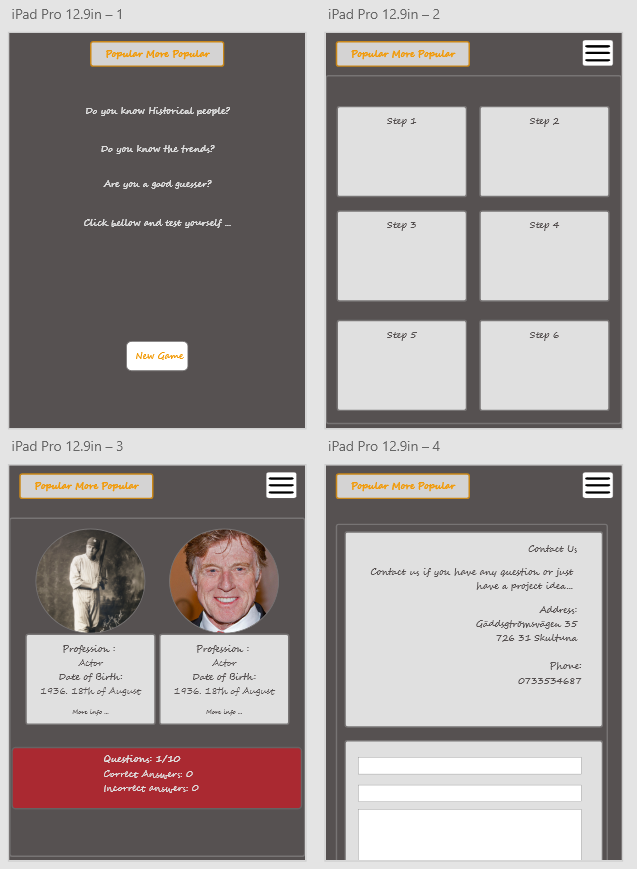 iPad Pro 12.9in – 1
Popular More Popular
Do you know Historical people?
Do you know the trends?
Are you a good guesser?
Click bellow and test yourself ...
New Game
iPad Pro 12.9in – 2
Popular More Popular
Step 1
Step 2
Step 3
Step 4
Step 5
Step 6
iPad Pro 12.9in – 3
Popular More Popular
Profession :
Actor
Date of Birth:
1936. 18th of August
More info ...
Profession :
Actor
Date of Birth:
1936. 18th of August
More info ...
Questions: 1/10
Correct Answers: 0
Incorrect answers: 0
iPad Pro 12.9in – 4
Popular More Popular
Contact Us
Contact us if you have any question or just
have a project idea...
Address:
Gäddsgtrömsvägen 35
726 31 Skultuna
Phone:
0733534687